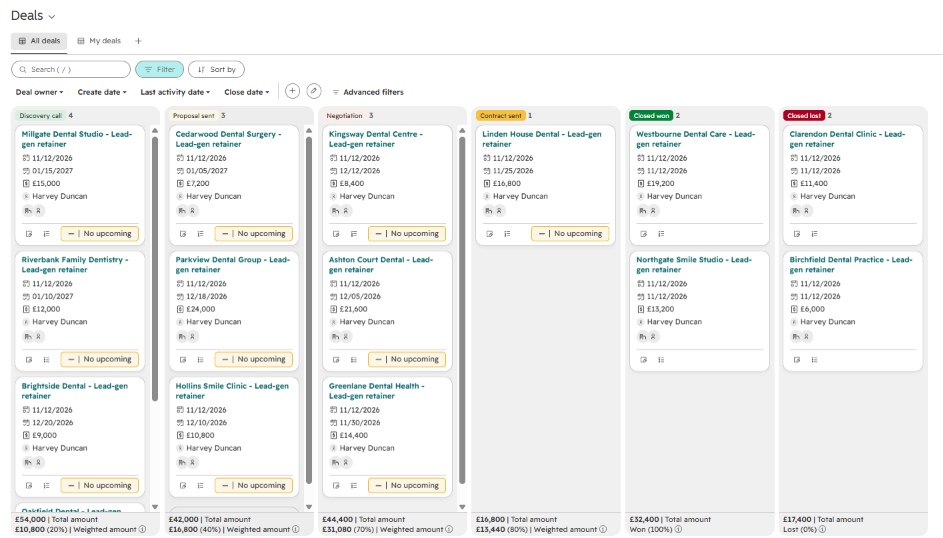 Deals
All deals
My deals
+
Search ( / )
Filter
Sort by
Deal owner
Create date
Last activity date
Close date
Advanced filters
Discovery call 4
Millgate Dental Studio - Lead-
gen retainer
11/12/2026
01/15/2027
£15,000
Harvey Duncan
— | No upcoming
Riverbank Family Dentistry -
Lead-gen retainer
11/12/2026
01/10/2027
£12,000
Harvey Duncan
— | No upcoming
Brightside Dental - Lead-gen
retainer
11/12/2026
12/20/2026
£9,000
Harvey Duncan
— | No upcoming
Oakfield Dental - Lead-gen
£54,000 | Total amount
£10,800 (20%) | Weighted amount
Proposal sent 3
Cedarwood Dental Surgery -
Lead-gen retainer
11/12/2026
01/05/2027
£7,200
Harvey Duncan
— | No upcoming
Parkview Dental Group - Lead-
gen retainer
11/12/2026
12/18/2026
£24,000
Harvey Duncan
— | No upcoming
Hollins Smile Clinic - Lead-gen
retainer
11/12/2026
12/10/2026
£10,800
Harvey Duncan
— | No upcoming
£42,000 | Total amount
£16,800 (40%) | Weighted amount
Negotiation 3
Kingsway Dental Centre -
Lead-gen retainer
11/12/2026
12/12/2026
£8,400
Harvey Duncan
— | No upcoming
Ashton Court Dental - Lead-
gen retainer
11/12/2026
12/05/2026
£21,600
Harvey Duncan
— | No upcoming
Greenlane Dental Health -
Lead-gen retainer
11/12/2026
11/30/2026
£14,400
Harvey Duncan
— | No upcoming
£44,400 | Total amount
£31,080 (70%) | Weighted amount
Contract sent 1
Linden House Dental - Lead-gen
retainer
11/12/2026
11/25/2026
£16,800
Harvey Duncan
— | No upcoming
£16,800 | Total amount
£13,440 (80%) | Weighted amount
Closed won 2
Westbourne Dental Care - Lead-
gen retainer
11/12/2026
11/12/2026
£19,200
Harvey Duncan
Northgate Smile Studio - Lead-
gen retainer
11/12/2026
11/12/2026
£13,200
Harvey Duncan
£32,400 | Total amount
Won (100%)
Closed lost 2
Clarendon Dental Clinic - Lead-
gen retainer
11/12/2026
11/12/2026
£11,400
Harvey Duncan
Birchfield Dental Practice - Lead-
gen retainer
11/12/2026
11/12/2026
£6,000
Harvey Duncan
£17,400 | Total amount
Lost (0%)